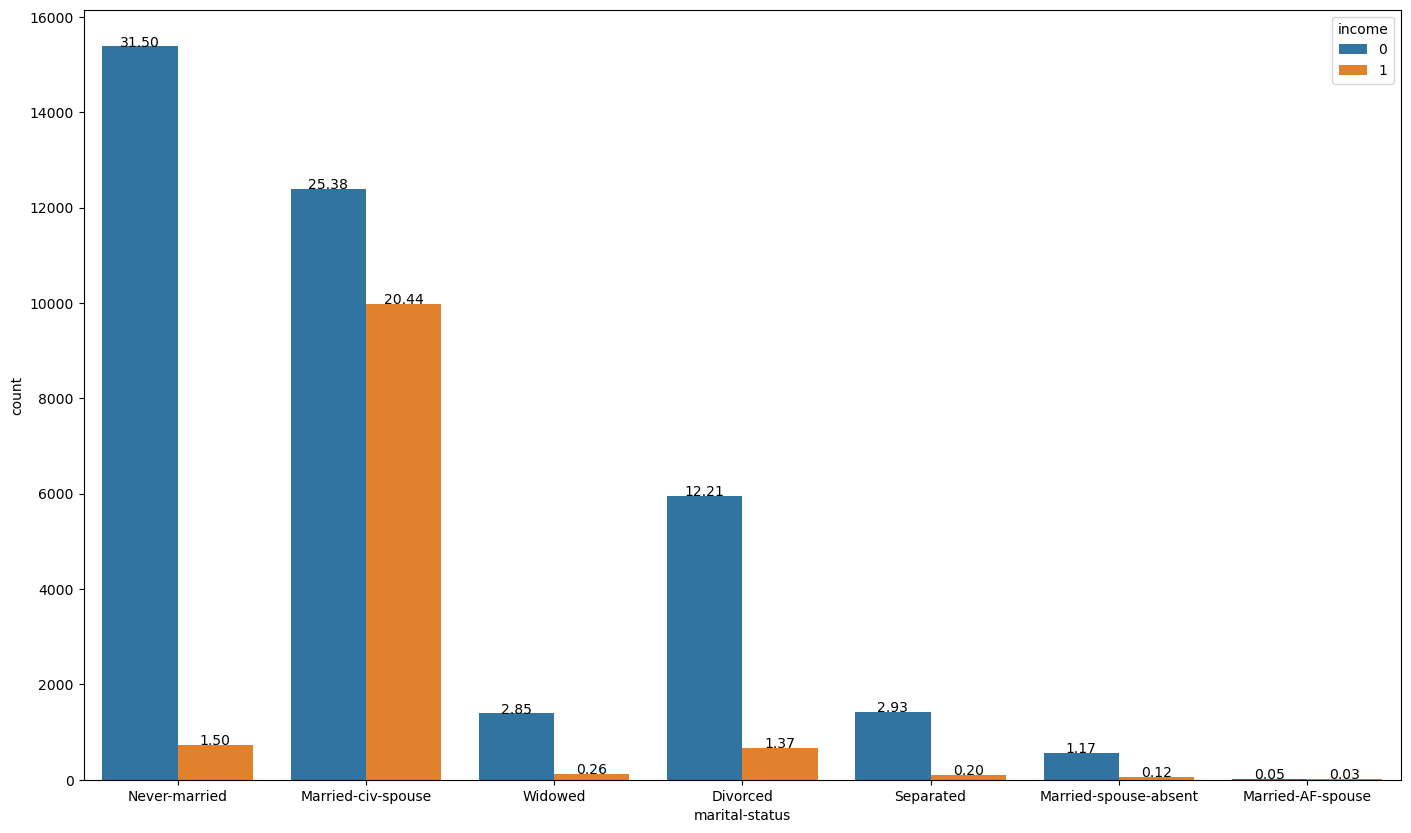 16000
14000
12000
10000
8000
6000
4000
2000
0
count
31.50
1.50
25.38
20.44
2.85
0.26
12.21
1.37
2.93
0.20
1.17
0.12
0.05
0.03
income
0
1
Never-married
Married-civ-spouse
Widowed
Divorced
Separated
Married-spouse-absent
Married-AF-spouse
marital-status